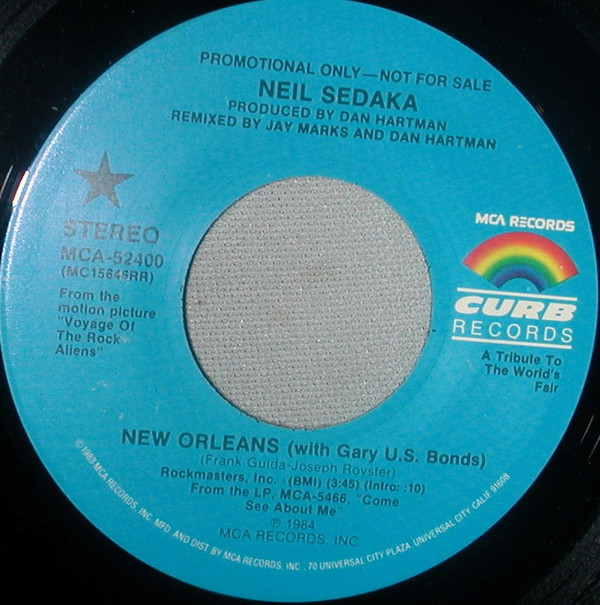 PROMOTIONAL ONLY—NOT FOR SALE
NEIL SEDAKA
PRODUCED BY DAN HARTMAN
REMIXED BY JAY MARKS AND DAN HARTMAN
STEREO
MCA-52400
(MC15646RR)
From the
motion picture
"Voyage Of
The Rock
Aliens"
MCA RECORDS
CURB
RECORDS
A Tribute To
The World's
Fair
NEW ORLEANS (with Gary U.S. Bonds)
(Frank Guida-Joseph Royster)
Rockmasters, Inc. (BMI) (3:45) (Intro: :10)
From the LP, MCA-5466, "Come
See About Me"
℗ 1984
MCA RECORDS, INC.
©1983 MCA RECORDS, INC. MFD. AND DIST BY MCA RECORDS, INC., 70 UNIVERSAL CITY PLAZA, UNIVERSAL CITY, CALIF. 91608